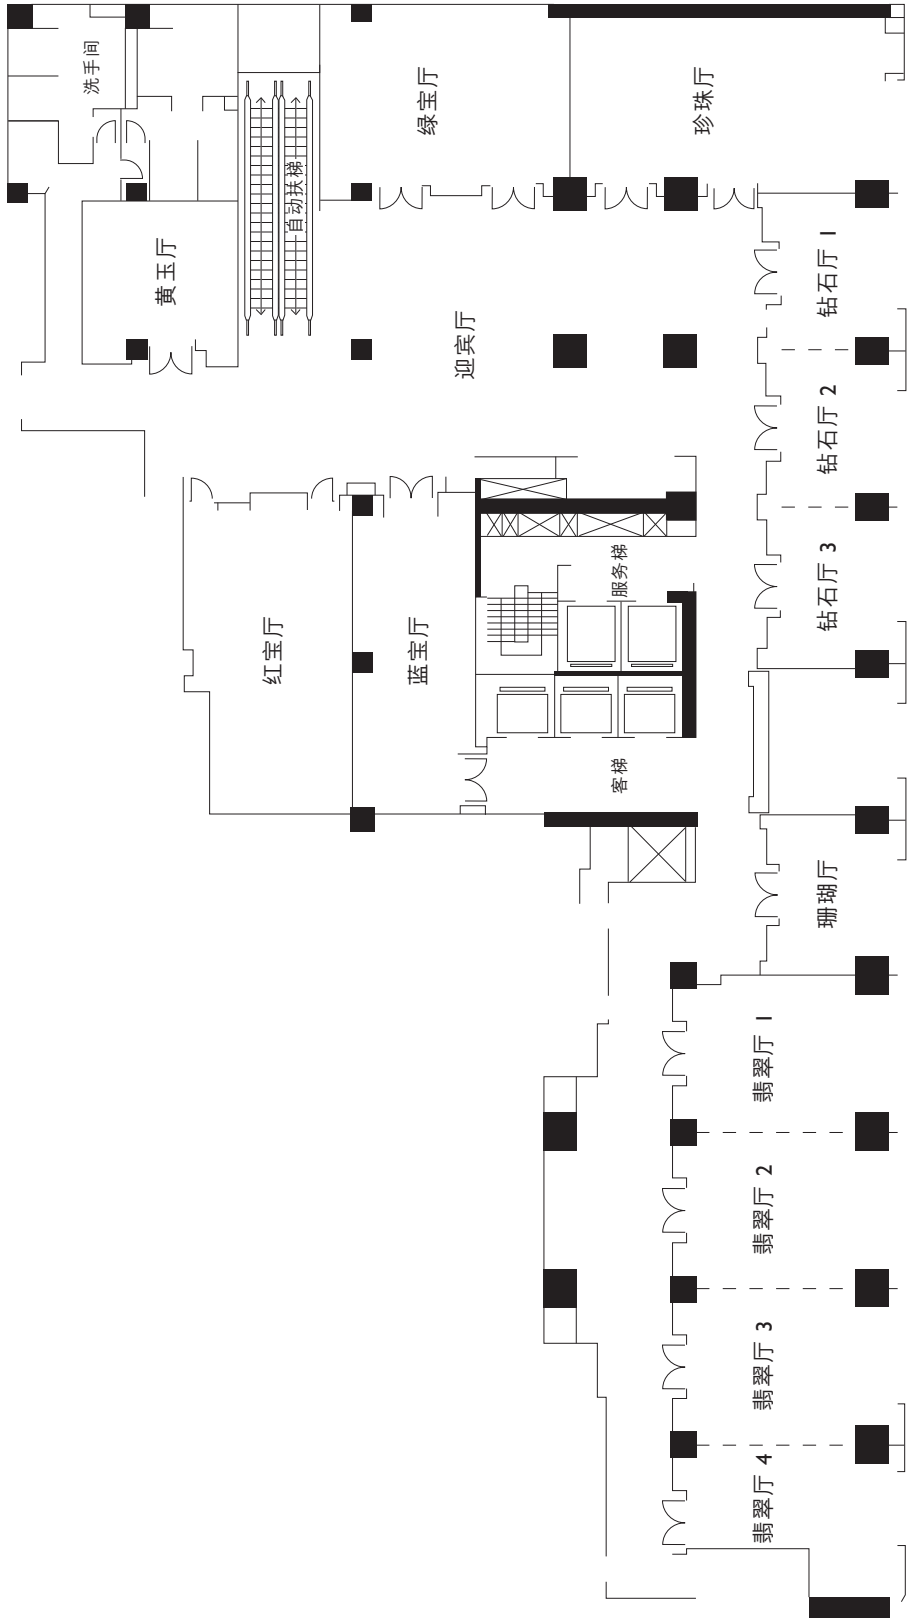 洗手间
自动扶梯
绿宝厅
珍珠厅
黄玉厅
迎宾厅
钻石厅 1
钻石厅 2
钻石厅 3
红宝厅
蓝宝厅
服务梯
客梯
珊瑚厅
翡翠厅 1
翡翠厅 2
翡翠厅 3
翡翠厅 4